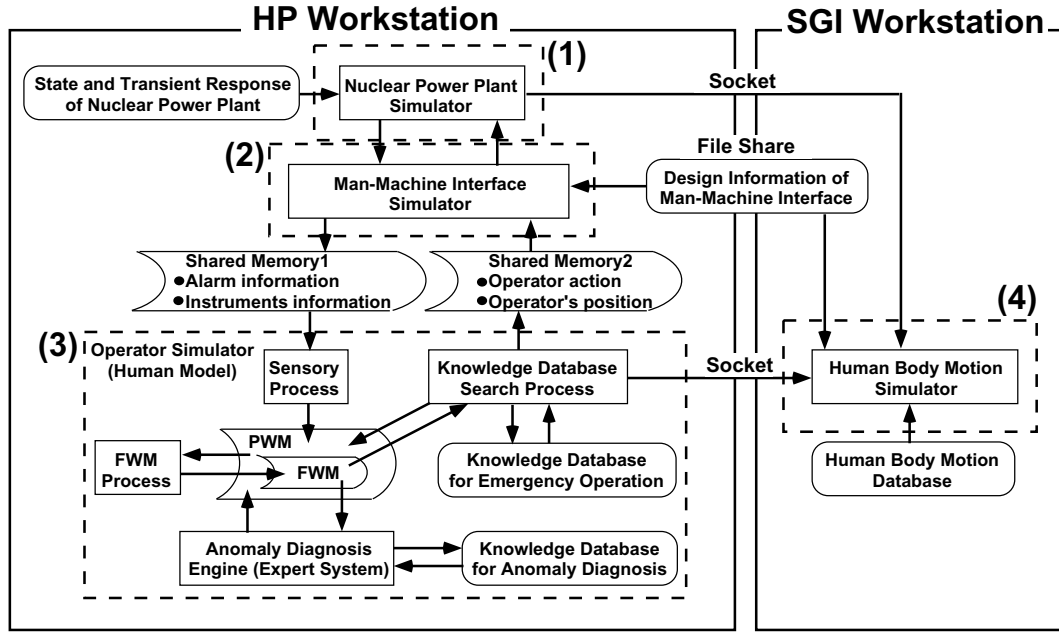 HP Workstation
SGI Workstation
(1)
State and Transient Response
of Nuclear Power Plant
Nuclear Power Plant
Simulator
Socket
(2)
File Share
Man-Machine Interface
Simulator
Design Information of
Man-Machine Interface
Shared Memory1
●Alarm information
●Instruments information
Shared Memory2
●Operator action
●Operator's position
(3)
Operator Simulator
(Human Model)
Sensory
Process
Knowledge Database
Search Process
Socket
(4)
Human Body Motion
Simulator
PWM
FWM
FWM
Process
Knowledge Database
for Emergency Operation
Human Body Motion
Database
Anomaly Diagnosis
Engine (Expert System)
Knowledge Database
for Anomaly Diagnosis